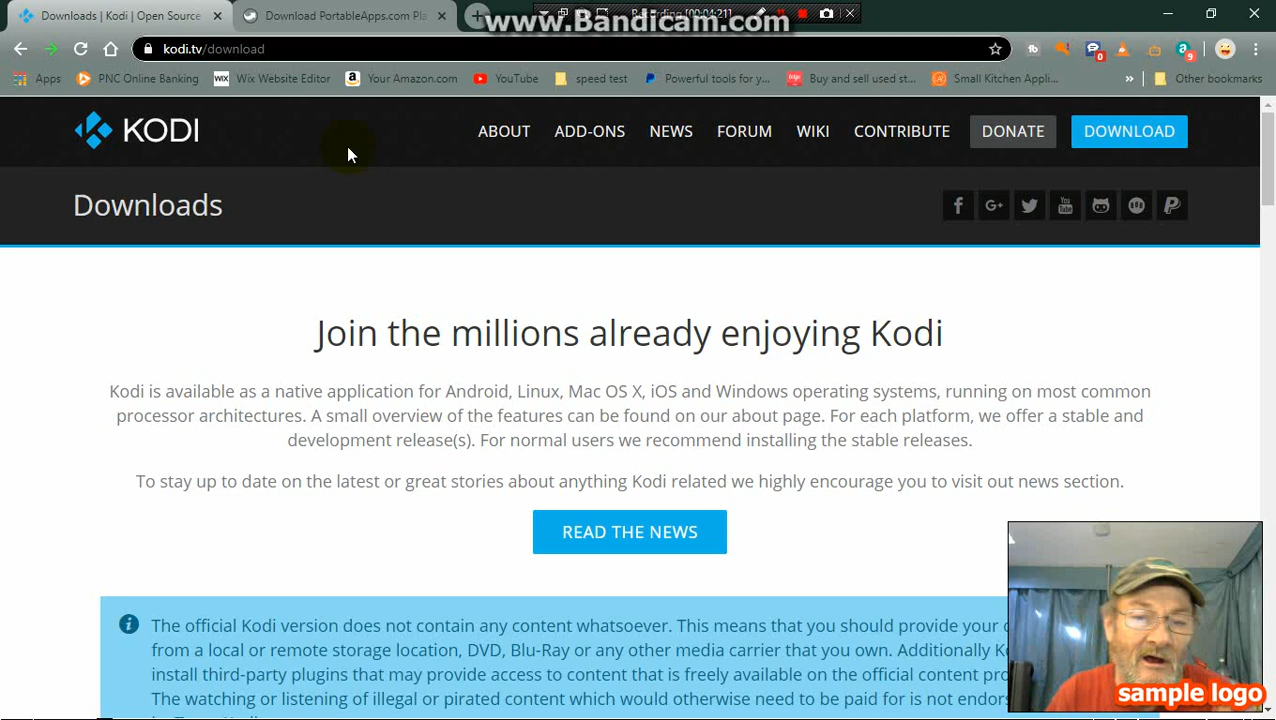 Downloads | Kodi | Open Source
Download PortableApps.com Pla
www.Bandicam.com
Recording [00:04:21]
kodi.tv/download
0
9
Apps
PNC Online Banking
WIX
Wix Website Editor
Your Amazon.com
YouTube
speed test
Powerful tools for y...
Buy and sell used st...
Small Kitchen Appli...
»
Other bookmarks
KODI
ABOUT
ADD-ONS
NEWS
FORUM
WIKI
CONTRIBUTE
DONATE
DOWNLOAD
Downloads
Join the millions already enjoying Kodi
Kodi is available as a native application for Android, Linux, Mac OS X, iOS and Windows operating systems, running on most common
processor architectures. A small overview of the features can be found on our about page. For each platform, we offer a stable and
development release(s). For normal users we recommend installing the stable releases.
To stay up to date on the latest or great stories about anything Kodi related we highly encourage you to visit out news section.
READ THE NEWS
The official Kodi version does not contain any content whatsoever. This means that you should provide your
from a local or remote storage location, DVD, Blu-Ray or any other media carrier that you own. Additionally
install third-party plugins that may provide access to content that is freely available on the official content
The watching or listening of illegal or pirated content which would otherwise need to be paid for is not
sample logo